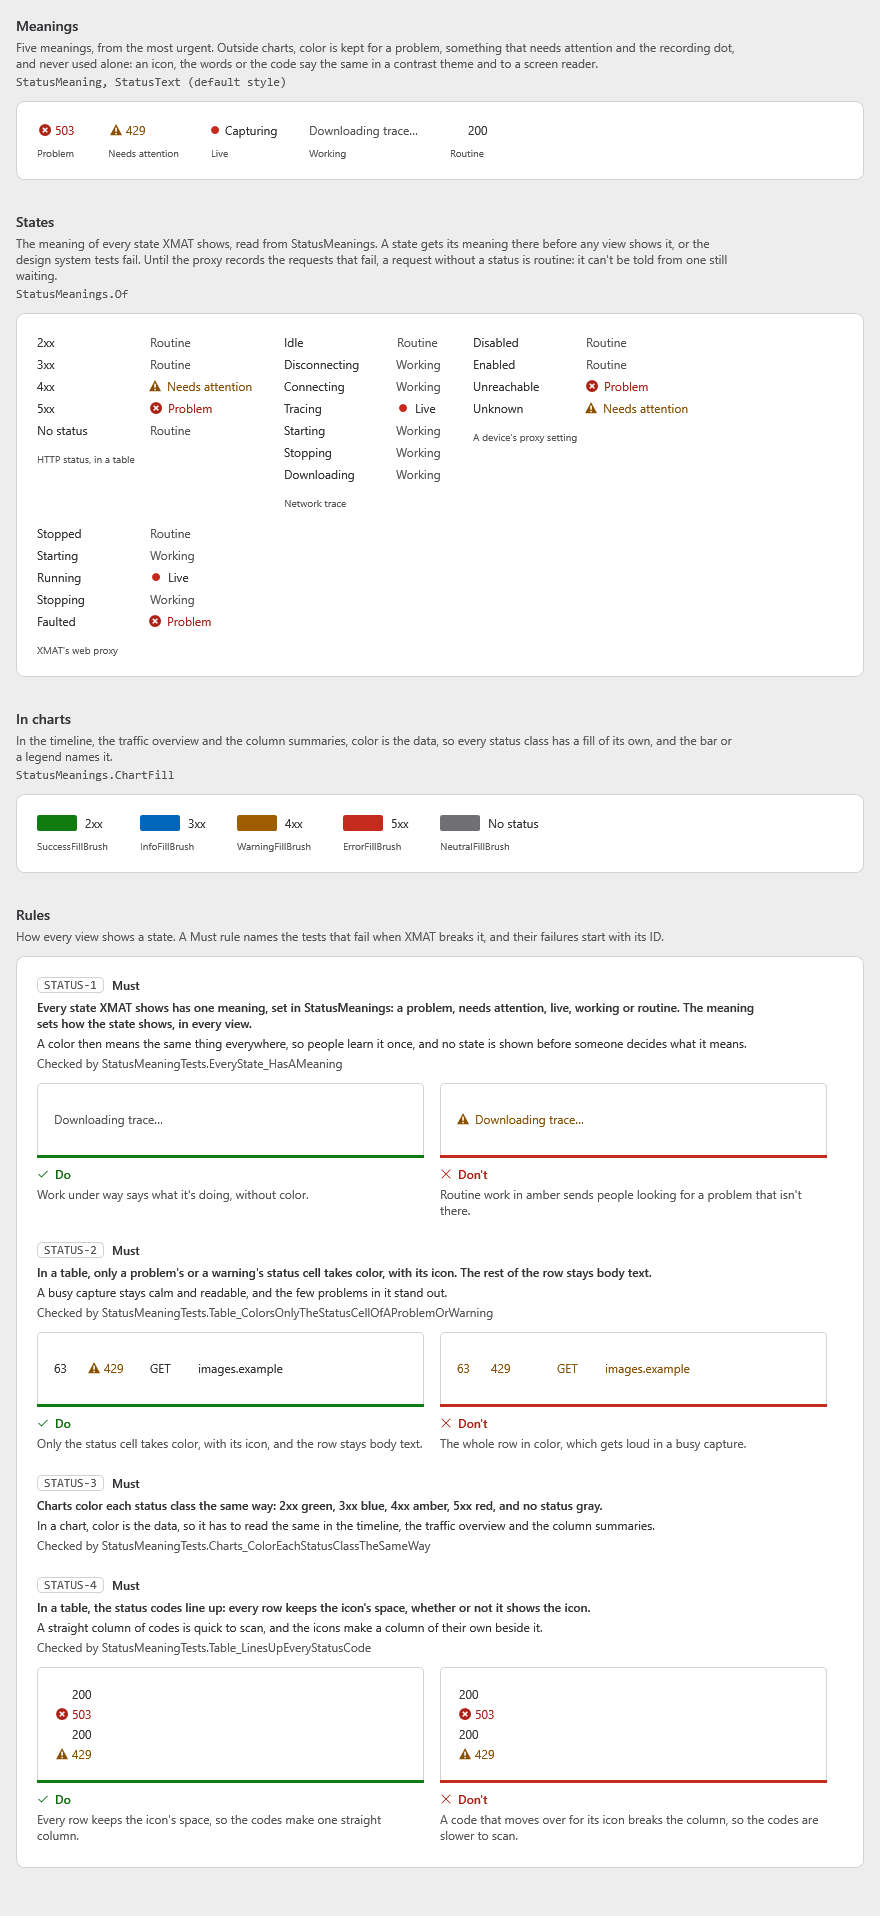 Meanings
Five meanings, from the most urgent. Outside charts, color is kept for a problem, something that needs attention and the recording dot,
and never used alone: an icon, the words or the code say the same in a contrast theme and to a screen reader.
StatusMeaning, StatusText (default style)
503 429 Capturing Downloading trace... 200
Problem Needs attention Live Working Routine
States
The meaning of every state XMAT shows, read from StatusMeanings. A state gets its meaning there before any view shows it, or the
design system tests fail. Until the proxy records the requests that fail, a request without a status is routine: it can't be told from one still
waiting.
StatusMeanings.Of
2xx Routine
3xx Routine
4xx Needs attention
5xx Problem
No status Routine
HTTP status, in a table
Idle Routine
Disconnecting Working
Connecting Working
Tracing Live
Starting Working
Stopping Working
Downloading Working
Network trace
Disabled Routine
Enabled Routine
Unreachable Problem
Unknown Needs attention
A device's proxy setting
Stopped Routine
Starting Working
Running Live
Stopping Working
Faulted Problem
XMAT's web proxy
In charts
In the timeline, the traffic overview and the column summaries, color is the data, so every status class has a fill of its own, and the bar or
a legend names it.
StatusMeanings.ChartFill
2xx 3xx 4xx 5xx No status
SuccessFillBrush InfoFillBrush WarningFillBrush ErrorFillBrush NeutralFillBrush
Rules
How every view shows a state. A Must rule names the tests that fail when XMAT breaks it, and their failures start with its ID.
STATUS-1 Must
Every state XMAT shows has one meaning, set in StatusMeanings: a problem, needs attention, live, working or routine. The meaning
sets how the state shows, in every view.
A color then means the same thing everywhere, so people learn it once, and no state is shown before someone decides what it means.
Checked by StatusMeaningTests.EveryState_HasAMeaning
Downloading trace...
Do
Work under way says what it's doing, without color.
Downloading trace...
Don't
Routine work in amber sends people looking for a problem that isn't
there.
STATUS-2 Must
In a table, only a problem's or a warning's status cell takes color, with its icon. The rest of the row stays body text.
A busy capture stays calm and readable, and the few problems in it stand out.
Checked by StatusMeaningTests.Table_ColorsOnlyTheStatusCellOfAProblemOrWarning
63 429 GET images.example
Do
Only the status cell takes color, with its icon, and the row stays body text.
63 429 GET images.example
Don't
The whole row in color, which gets loud in a busy capture.
STATUS-3 Must
Charts color each status class the same way: 2xx green, 3xx blue, 4xx amber, 5xx red, and no status gray.
In a chart, color is the data, so it has to read the same in the timeline, the traffic overview and the column summaries.
Checked by StatusMeaningTests.Charts_ColorEachStatusClassTheSameWay
STATUS-4 Must
In a table, the status codes line up: every row keeps the icon's space, whether or not it shows the icon.
A straight column of codes is quick to scan, and the icons make a column of their own beside it.
Checked by StatusMeaningTests.Table_LinesUpEveryStatusCode
200
503
200
429
Do
Every row keeps the icon's space, so the codes make one straight
column.
200
503
200
429
Don't
A code that moves over for its icon breaks the column, so the codes are
slower to scan.